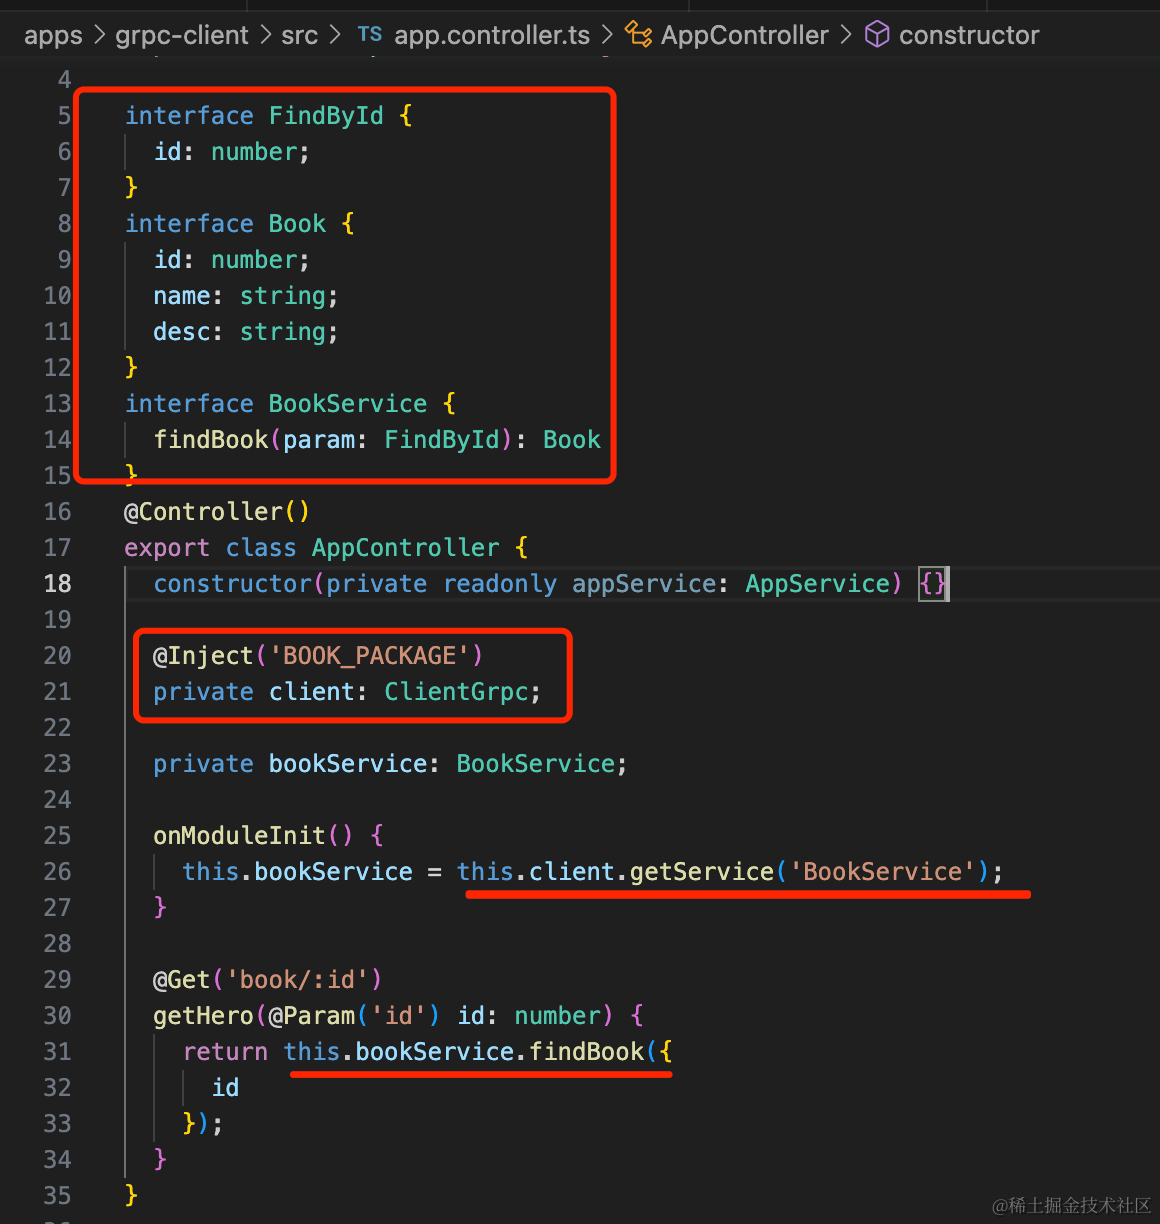 apps > grpc-client > src > TS app.controller.ts > AppController > constructor
4
5 interface FindById {
6 id: number;
7 }
8 interface Book {
9 id: number;
10 name: string;
11 desc: string;
12 }
13 interface BookService {
14 findBook(param: FindById): Book
15 }
16 @Controller()
17 export class AppController {
18 constructor(private readonly appService: AppService) {}
19
20 @Inject('BOOK_PACKAGE')
21 private client: ClientGrpc;
22
23 private bookService: BookService;
24
25 onModuleInit() {
26 this.bookService = this.client.getService('BookService');
27 }
28
29 @Get('book/:id')
30 getHero(@Param('id') id: number) {
31 return this.bookService.findBook({
32 id
33 });
34 }
35 }
@稀土掘金技术社区